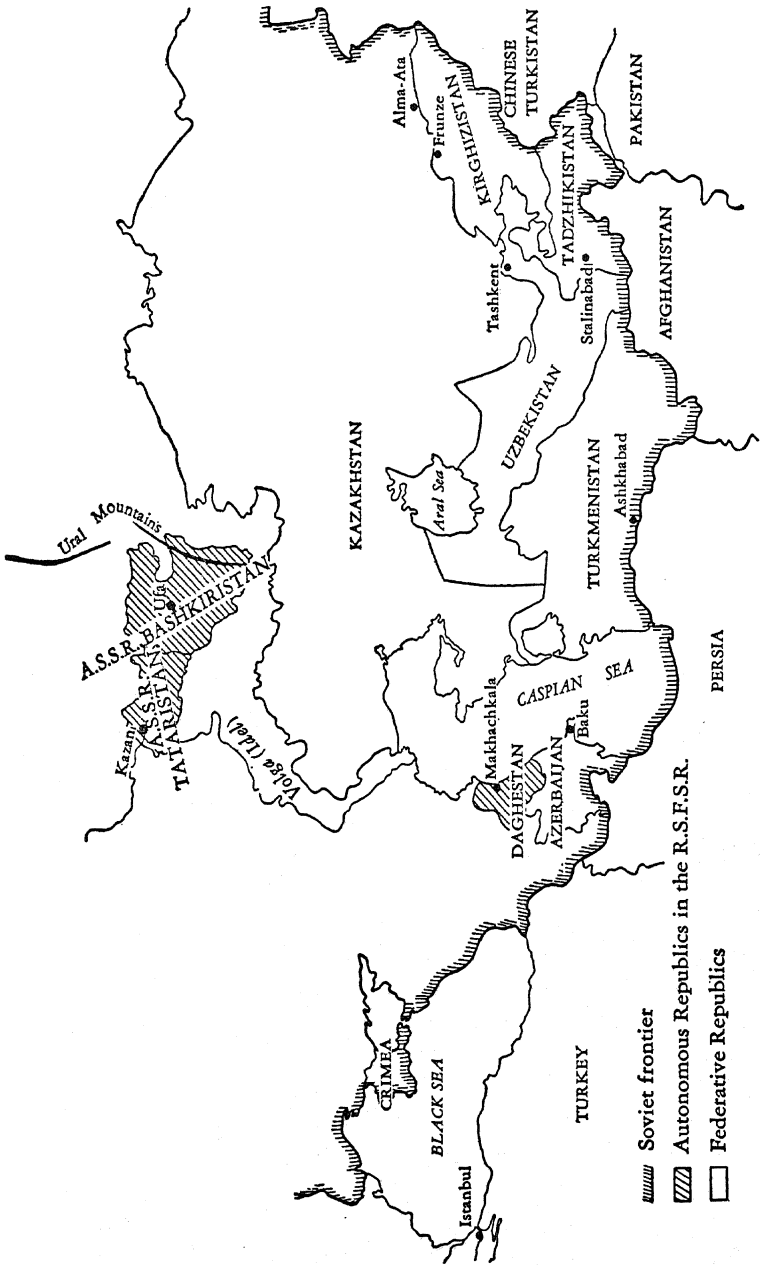 Ural Mountains
A.S.S.R. BASHKIRISTAN
Ufa
Kazan
A.S.S.R.
TATARISTAN
Volga (Idel)
KAZAKHSTAN
Aral Sea
Alma-Ata
Frunze
KIRGHIZISTAN
CHINESE
TURKISTAN
Tashkent
TADZHIKISTAN
Stalinabad
UZBEKISTAN
TURKMENISTAN
Ashkhabad
PAKISTAN
AFGHANISTAN
PERSIA
CASPIAN SEA
Makhachkala
DAGHESTAN
AZERBAIJAN
Baku
CRIMEA
BLACK SEA
Istanbul
TURKEY
Soviet frontier
Autonomous Republics in the R.S.F.S.R.
Federative Republics